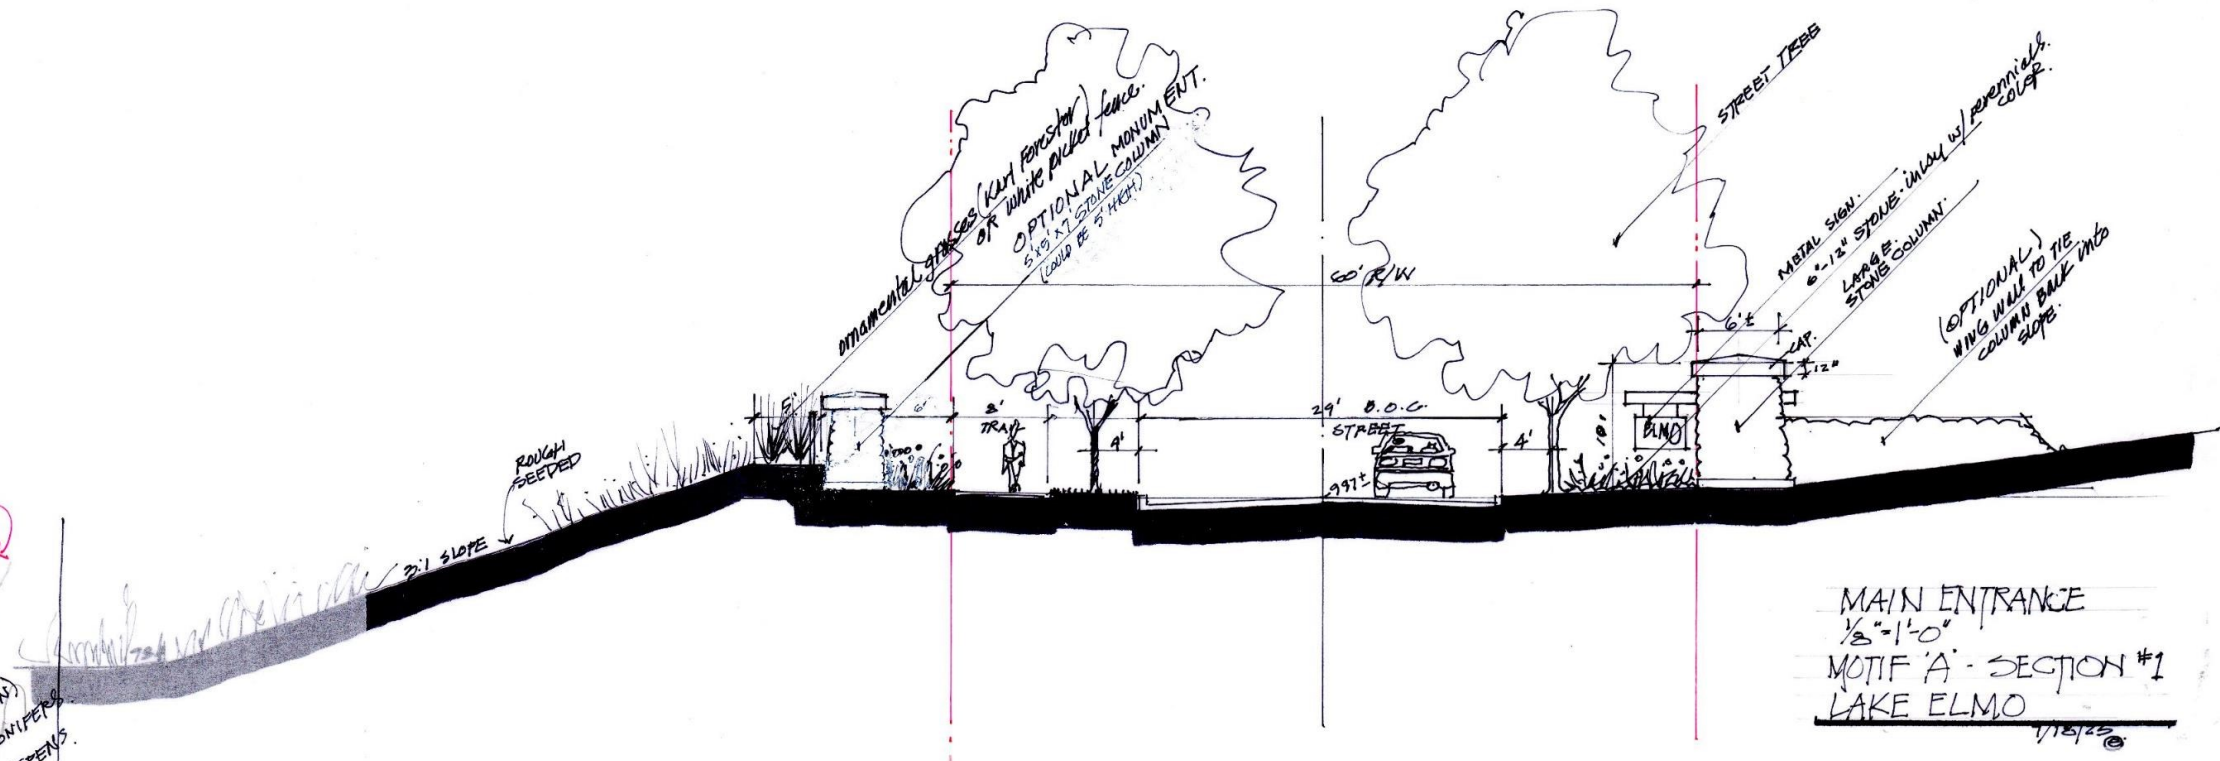 ornamental grasses (Karl Forester)
OR white picket fence.
OPTIONAL MONUMENT.
5'x5'x7' STONE COLUMN
(COULD BE 5' HIGH)
STREET TREE
METAL SIGN.
6"-12" STONE-inlay w/ perennials.
COLOR.
LARGE
STONE COLUMN.
(OPTIONAL)
WING WALL TO TIE
COLUMN BACK into
SLOPE.
60' R/W
6'±
CAP.
12"
5'
6'
8'
TRAIL
4'
29' B.O.C.
STREET
4'
10'
ELMO
997±
ROUGH
SEEDED
3:1 SLOPE
CONIFERS.
MAIN ENTRANCE
1/8"=1'-0"
MOTIF 'A' - SECTION #1
LAKE ELMO